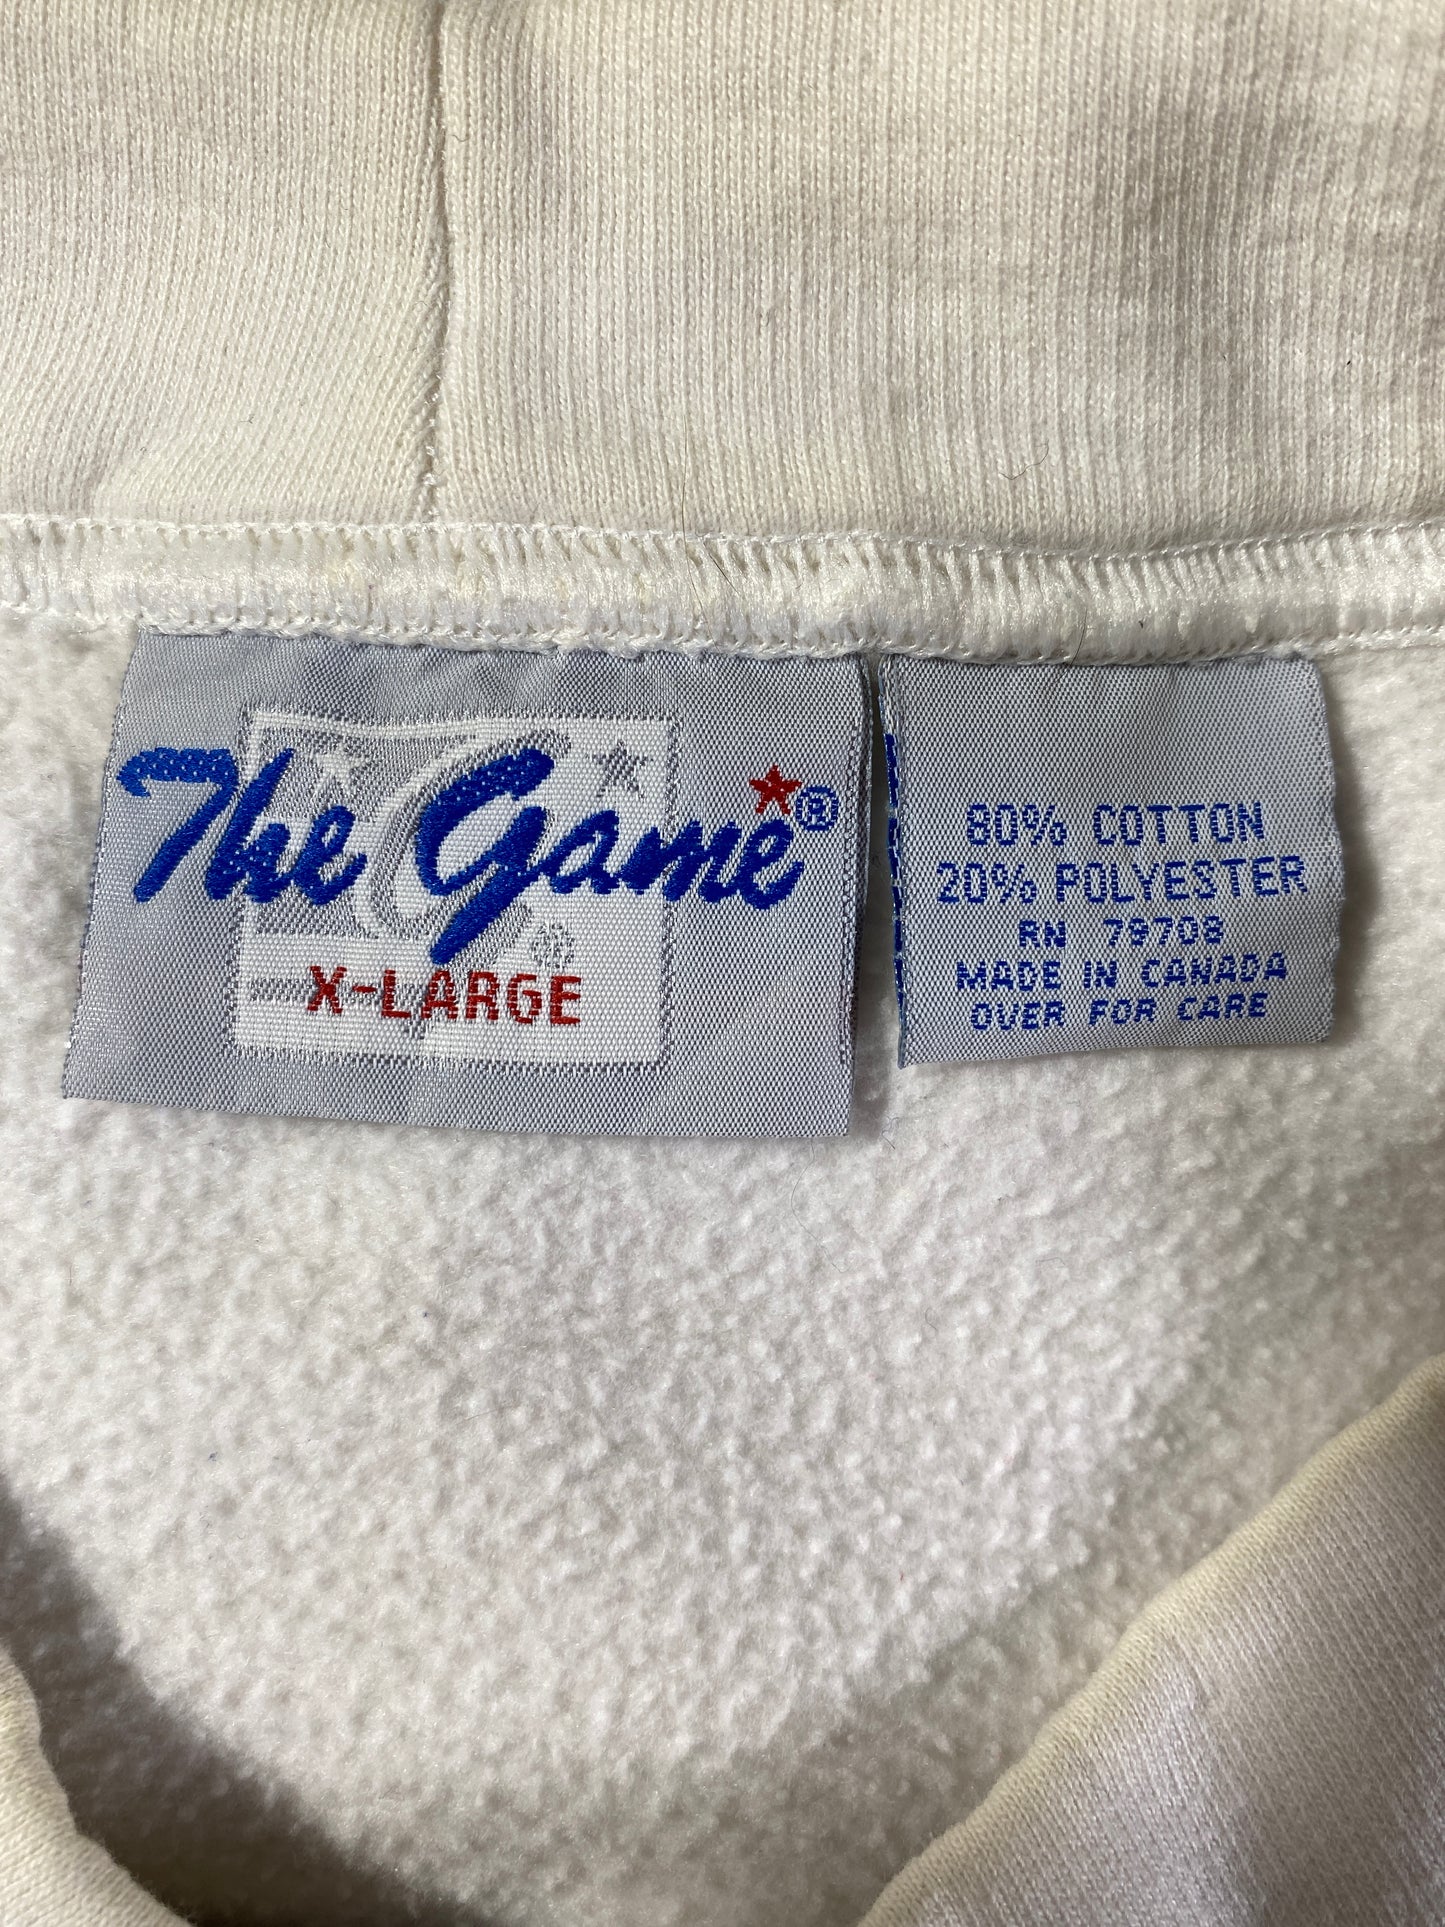 The Game®
X-LARGE
80% COTTON
20% POLYESTER
RN 79708
MADE IN CANADA
OVER FOR CARE